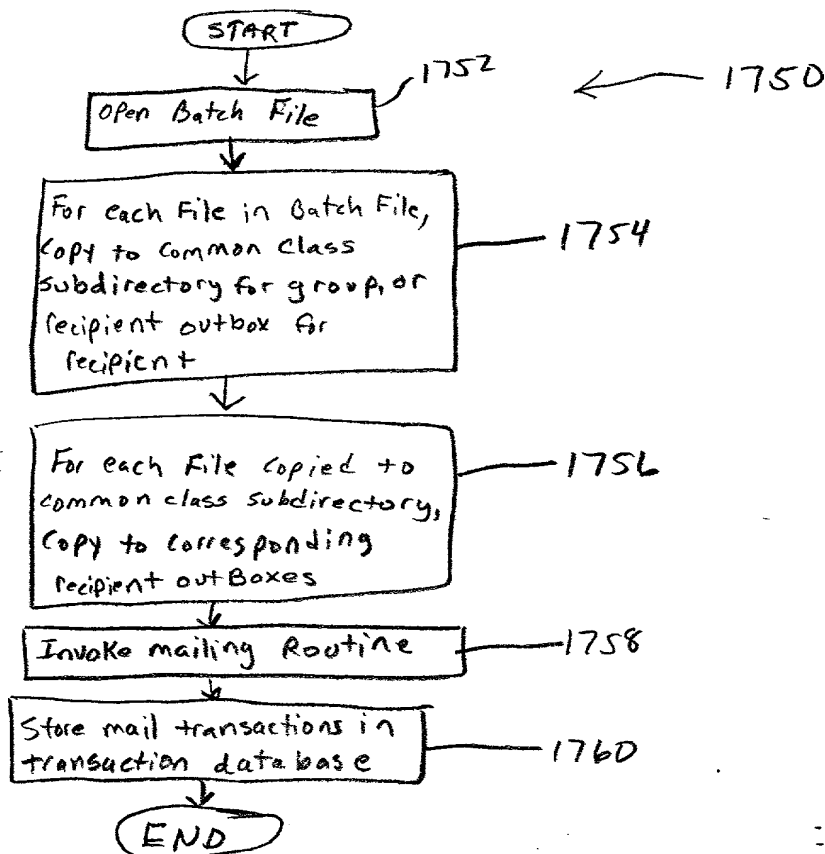 START
1752
1750
Open Batch File
For each File in Batch File,
Copy to common class
subdirectory for group, or
recipient outbox for
recipient
1754
For each File copied to
common class subdirectory,
Copy to corresponding
recipient outBoxes
1756
Invoke mailing Routine
1758
Store mail transactions in
transaction database
1760
END